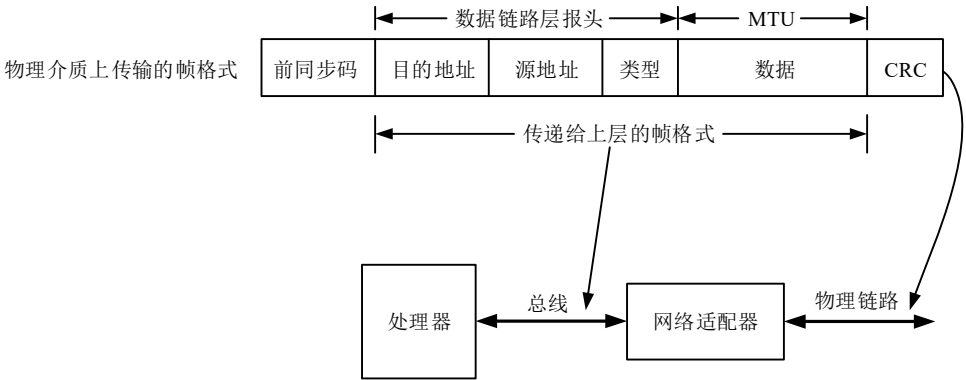 数据链路层报头 MTU
物理介质上传输的帧格式 前同步码 目的地址 源地址 类型 数据 CRC
传递给上层的帧格式
处理器 总线 网络适配器 物理链路